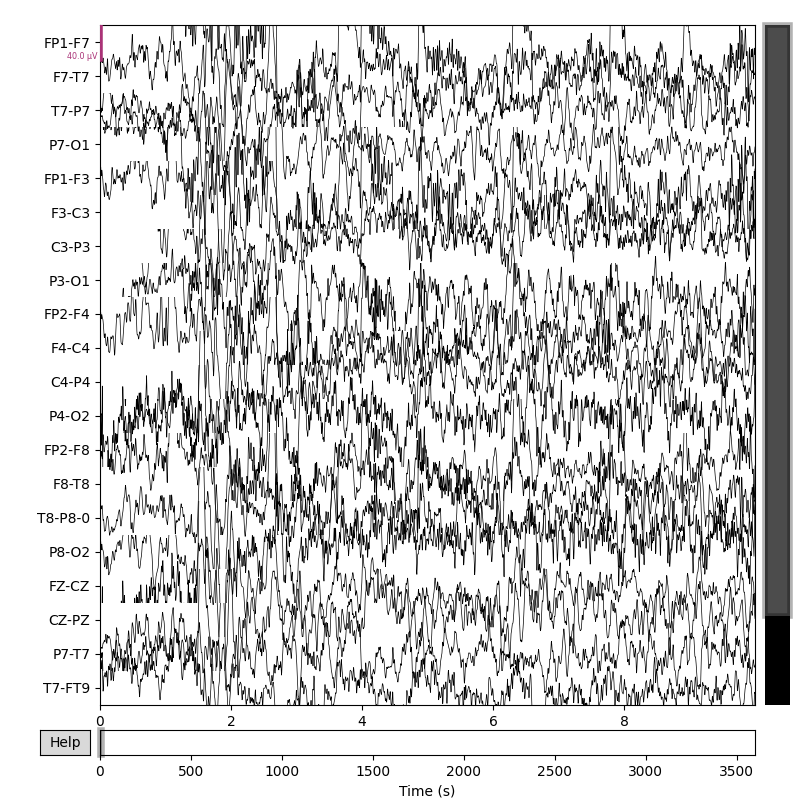 FP1-F7
40.0 µV
F7-T7
T7-P7
P7-O1
FP1-F3
F3-C3
C3-P3
P3-O1
FP2-F4
F4-C4
C4-P4
P4-O2
FP2-F8
F8-T8
T8-P8-0
P8-O2
FZ-CZ
CZ-PZ
P7-T7
T7-FT9
0 2 4 6 8
Help
0 500 1000 1500 2000 2500 3000 3500
Time (s)